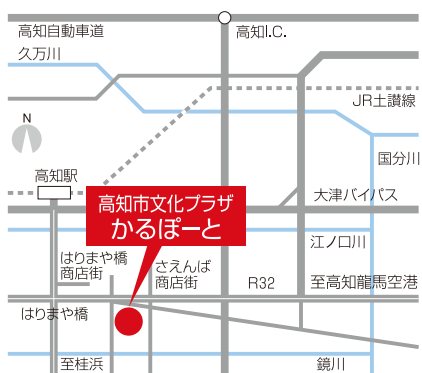 高知自動車道
高知I.C.
久万川
JR土讃線
N
国分川
高知駅
大津バイパス
高知市文化プラザ
かるぽーと
江ノ口川
はりまや橋
商店街
さえんば
商店街
R32
至高知龍馬空港
はりまや橋
至桂浜
鏡川